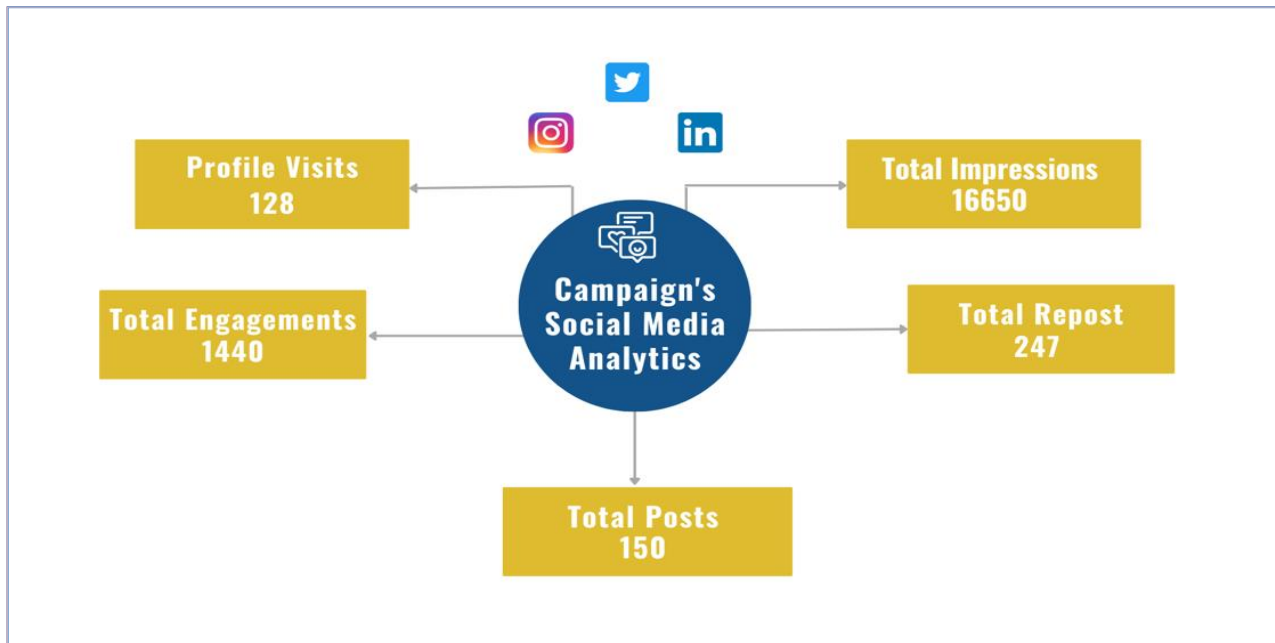 in
Profile Visits
128
Total Impressions
16650
Campaign's
Social Media
Analytics
Total Engagements
1440
Total Repost
247
Total Posts
150